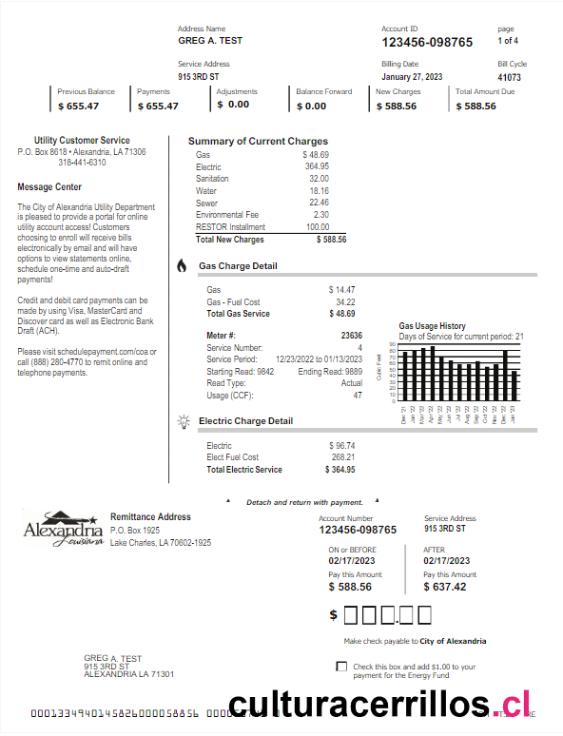 Address Name
GREG A. TEST
Account ID
123456-098765
page
1 of 4
Service Address
915 3RD ST
Billing Date
January 27, 2023
Bill Cycle
41073
Previous Balance Payments Adjustments Balance Forward New Charges Total Amount Due
$ 655.47 $ 655.47 $ 0.00 $ 0.00 $ 588.56 $ 588.56
Utility Customer Service
P.O. Box 8618 • Alexandria, LA 71306
318-441-6310
Message Center
The City of Alexandria Utility Department
is pleased to provide a portal for online
utility account access! Customers
choosing to enroll will receive bills
electronically by email and will have
options to view statements online,
schedule one-time and auto-draft
payments!
Credit and debit card payments can be
made by using Visa, MasterCard and
Discover card as well as Electronic Bank
Draft (ACH).
Please visit schedulepayment.com/coa or
call (888) 280-4770 to remit online and
telephone payments.
Summary of Current Charges
Gas $ 48.69
Electric 364.95
Sanitation 32.00
Water 18.16
Sewer 22.46
Environmental Fee 2.30
RESTOR Installment 100.00
Total New Charges $ 588.56
Gas Charge Detail
Gas $ 14.47
Gas - Fuel Cost 34.22
Total Gas Service $ 48.69
Meter #: 23636
Service Number: 4
Service Period: 12/23/2022 to 01/13/2023
Starting Read: 9842 Ending Read: 9889
Read Type: Actual
Usage (CCF): 47
Gas Usage History
Days of Service for current period: 21
Cubic Feet
90
80
70
60
50
40
30
20
10
0
Dec '21
Jan '22
Mar '22
Apr '22
May '22
Jun '22
Jul '22
Aug '22
Sep '22
Oct '22
Nov '22
Dec '22
Jan '23
Electric Charge Detail
Electric $ 96.74
Elect Fuel Cost 268.21
Total Electric Service $ 364.95
Detach and return with payment.
Alexandria
Louisiana
Remittance Address
P.O. Box 1925
Lake Charles, LA 70602-1925
Account Number
123456-098765
Service Address
915 3RD ST
ON or BEFORE
02/17/2023
Pay this Amount
$ 588.56
AFTER
02/17/2023
Pay this Amount
$ 637.42
$
Make check payable to City of Alexandria
GREG A. TEST
915 3RD ST
ALEXANDRIA LA 71301
Check this box and add $1.00 to your
payment for the Energy Fund
culturacerrillos.cl